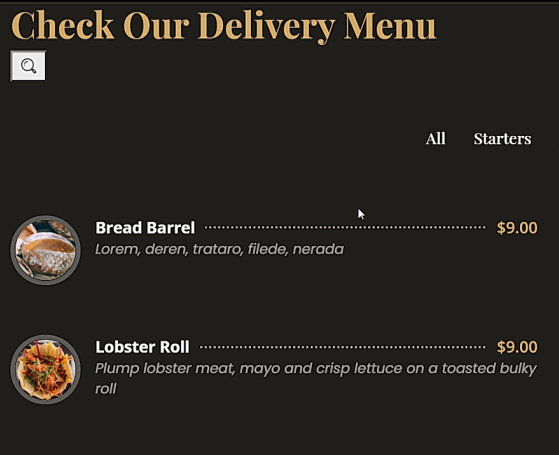 Check Our Delivery Menu
All Starters
Bread Barrel $9.00
Lorem, deren, trataro, filede, nerada
Lobster Roll $9.00
Plump lobster meat, mayo and crisp lettuce on a toasted bulky
roll